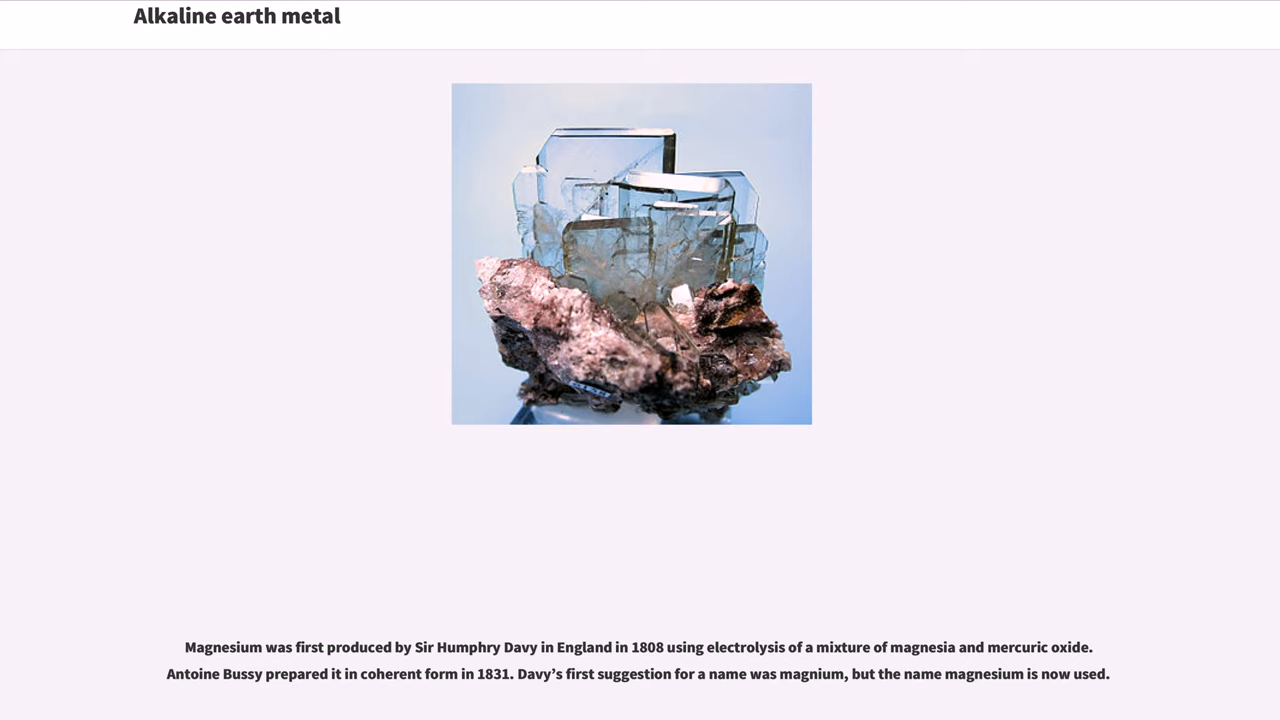 Alkaline earth metal
Magnesium was first produced by Sir Humphry Davy in England in 1808 using electrolysis of a mixture of magnesia and mercuric oxide.
Antoine Bussy prepared it in coherent form in 1831. Davy’s first suggestion for a name was magnium, but the name magnesium is now used.